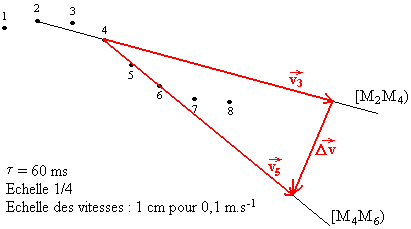 1
2
3
4
5
6
7
8
v₃
[M₂M₄)
Δv
v₅
[M₄M₆)
τ = 60 ms
Echelle 1/4
Echelle des vitesses : 1 cm pour 0,1 m.s⁻¹